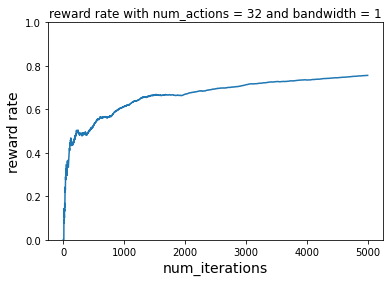 reward rate with num_actions = 32 and bandwidth = 1
1.0
0.8
0.6
0.4
0.2
0.0
reward rate
0 1000 2000 3000 4000 5000
num_iterations